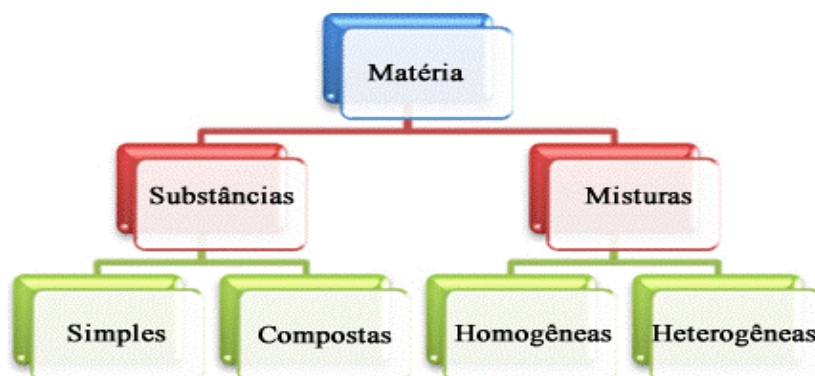 Matéria
Substâncias
Misturas
Simples
Compostas
Homogêneas
Heterogêneas